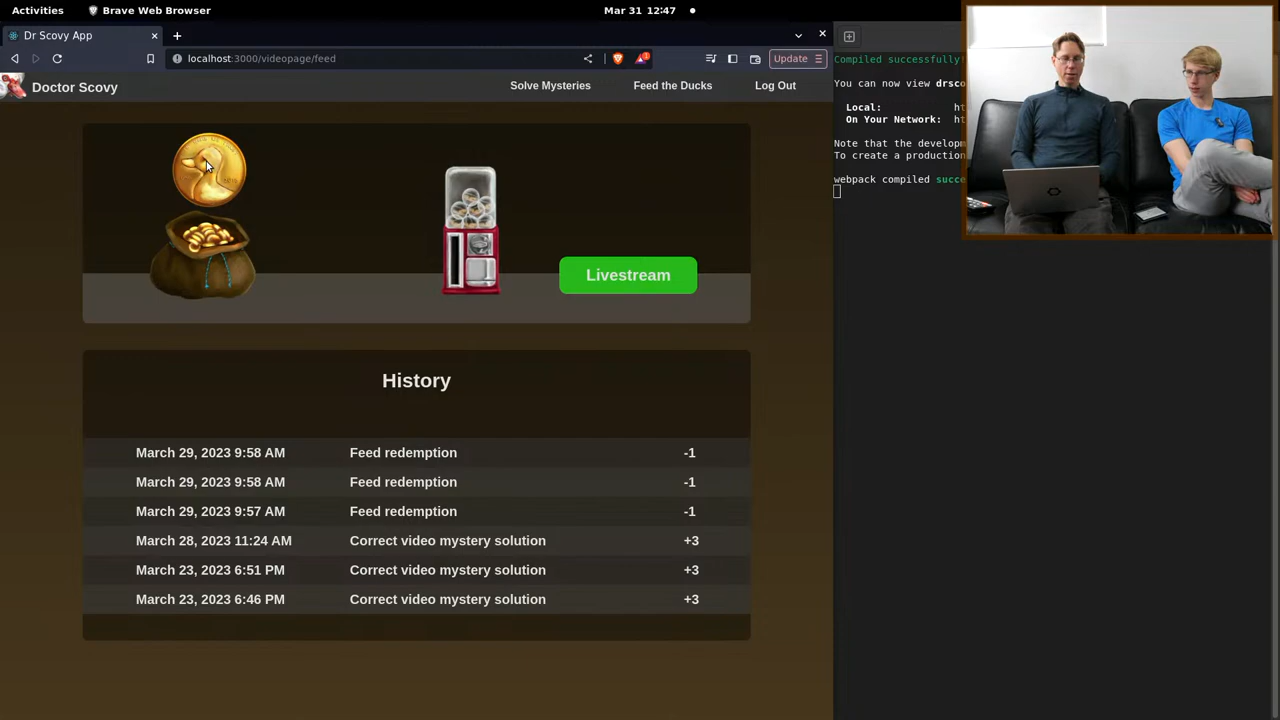 Activities
Brave Web Browser
Mar 31 12:47
Dr Scovy App
localhost:3000/videopage/feed
Update
Doctor Scovy
Solve Mysteries
Feed the Ducks
Log Out
Livestream
History
March 29, 2023 9:58 AM Feed redemption -1
March 29, 2023 9:58 AM Feed redemption -1
March 29, 2023 9:57 AM Feed redemption -1
March 28, 2023 11:24 AM Correct video mystery solution +3
March 23, 2023 6:51 PM Correct video mystery solution +3
March 23, 2023 6:46 PM Correct video mystery solution +3
Compiled successfully!
You can now view drsco
Local: ht
On Your Network: ht
Note that the developm
To create a production
webpack compiled succe